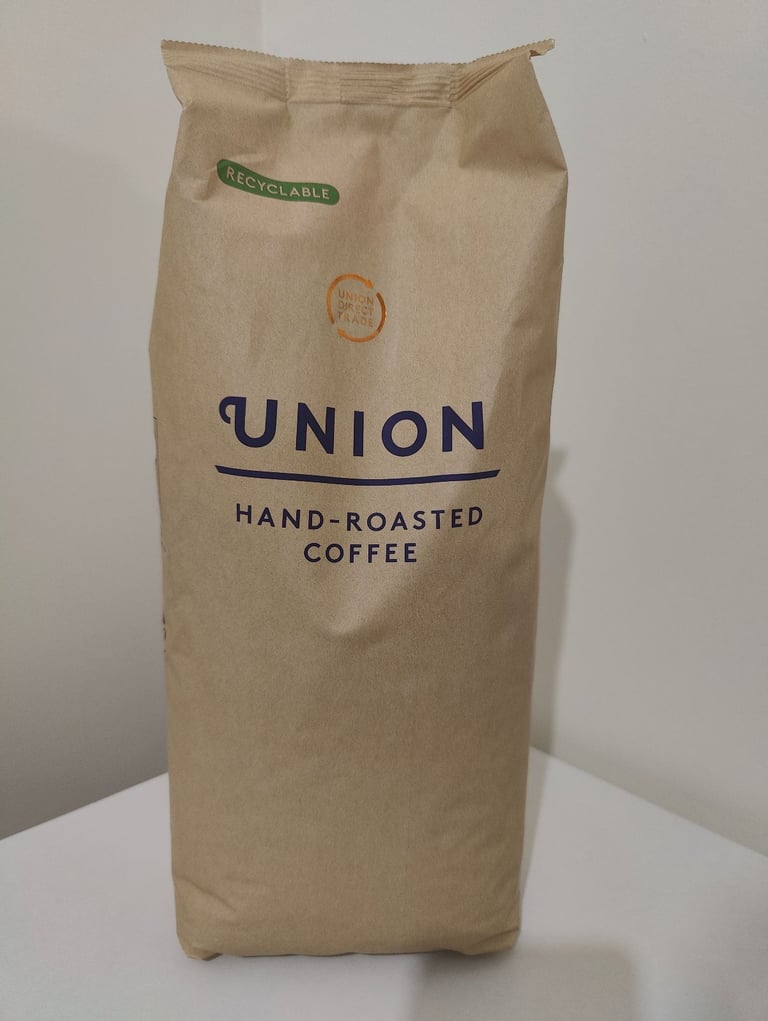 RECYCLABLE
UNION
DIRECT
TRADE
UNION
HAND-ROASTED
COFFEE